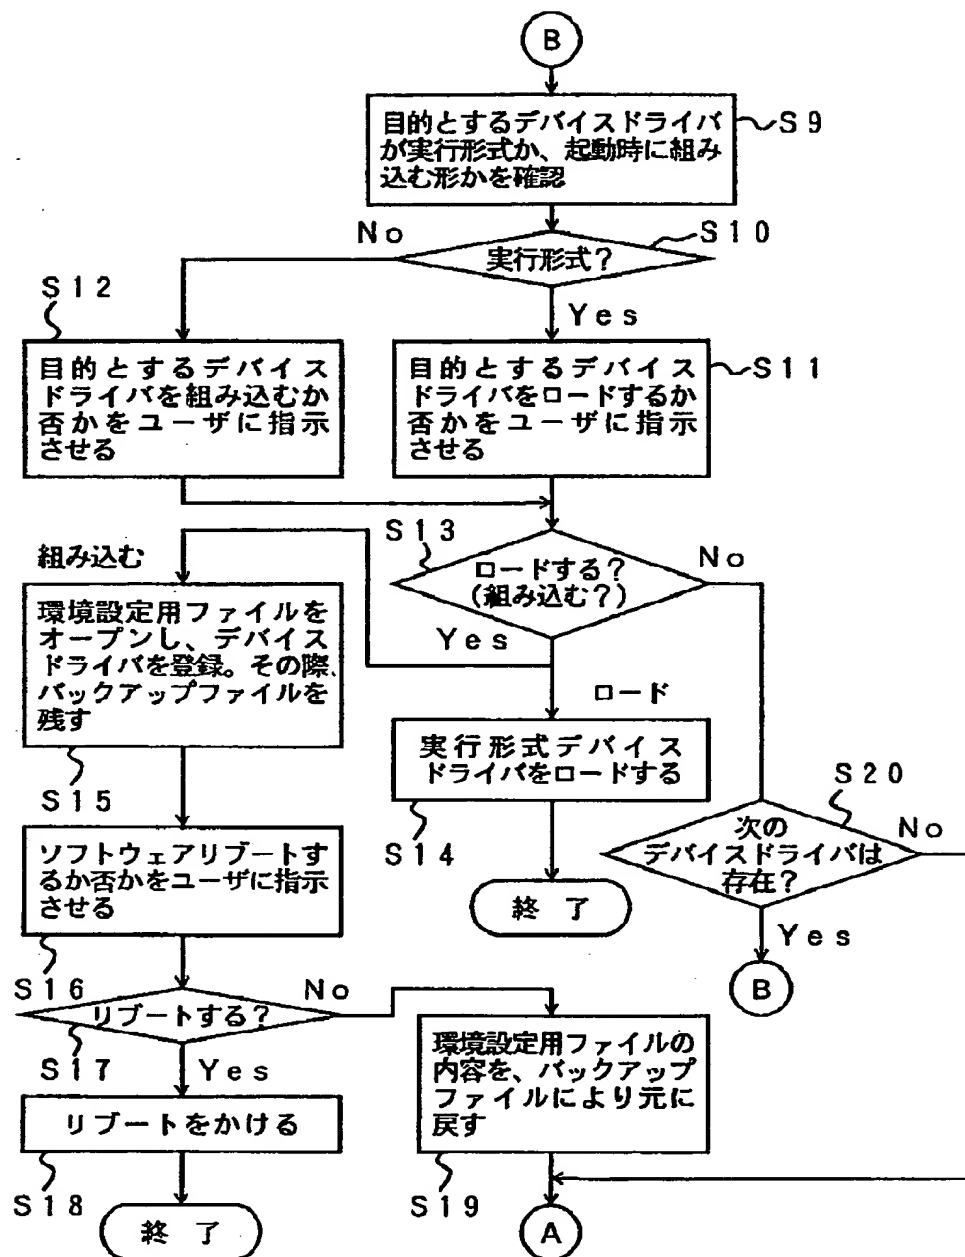 B
目的とするデバイスドライバ
が実行形式か、起動時に組み
込む形かを確認
S9
No
実行形式?
S10
Yes
S12
目的とするデバイス
ドライバを組み込むか
否かをユーザに指示
させる
目的とするデバイス
ドライバをロードするか
否かをユーザに指示
させる
S11
S13
ロードする?
(組み込む?)
No
Yes
組み込む
環境設定用ファイルを
オープンし、デバイス
ドライバを登録。その際、
バックアップファイルを
残す
S15
ロード
実行形式デバイス
ドライバをロードする
S14
終了
S20
次の
デバイスドライバは
存在?
No
Yes
B
ソフトウェアリブートす
るか否かをユーザに指示
させる
S16
リブートする?
No
S17
Yes
リブートをかける
S18
終了
環境設定用ファイルの
内容を、バックアップ
ファイルにより元に
戻す
S19
A